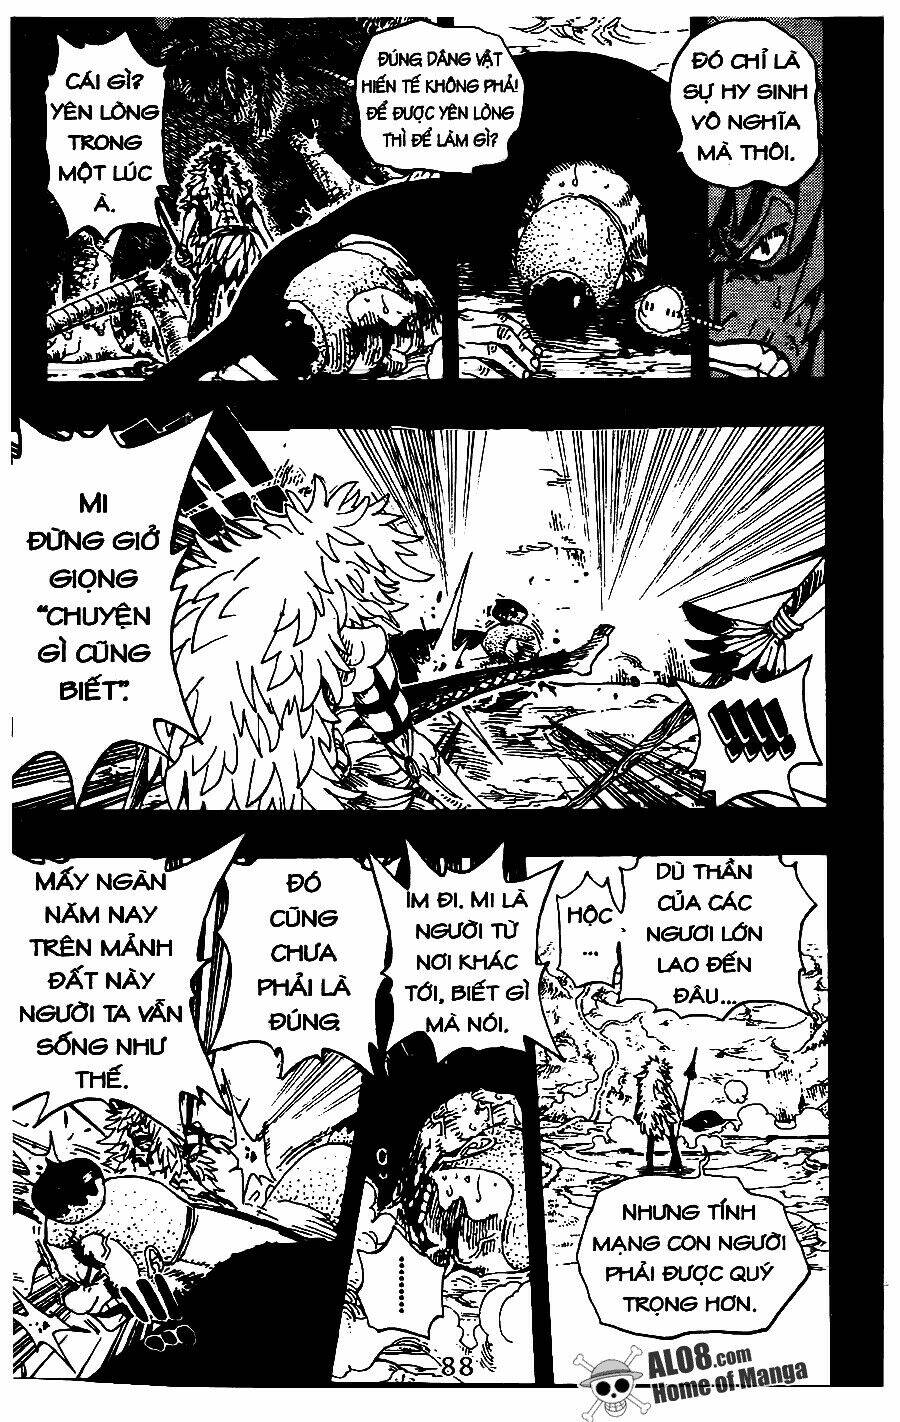 ĐÓ CHỈ LÀ
SỰ HY SINH
VÔ NGHĨA
MÀ THÔI.
ĐÚNG, DÂNG VẬT
HIẾN TẾ KHÔNG PHẢI
ĐỂ ĐƯỢC YÊN LÒNG
THÌ ĐỂ LÀM GÌ?
CÁI GÌ?
YÊN LÒNG
TRONG
MỘT LÚC
À.
MI
ĐỪNG GIỞ
GIỌNG
“CHUYỆN
GÌ CŨNG
BIẾT”.
!!!!!
DÙ THẦN
CỦA CÁC
NGƯƠI LỚN
LAO ĐẾN
ĐÂU...
HỘC
...
NHƯNG TÍNH
MẠNG CON NGƯỜI
PHẢI ĐƯỢC QUÝ
TRỌNG HƠN.
IM ĐI. MI LÀ
NGƯỜI TỪ
NƠI KHÁC
TỚI, BIẾT GÌ
MÀ NÓI.
.........
ĐÓ
CŨNG
CHƯA
PHẢI LÀ
ĐÚNG.
MẤY NGÀN
NĂM NAY
TRÊN MẢNH
ĐẤT NÀY
NGƯỜI TA VẪN
SỐNG NHƯ
THẾ.
88
AL08.com
Home of Manga